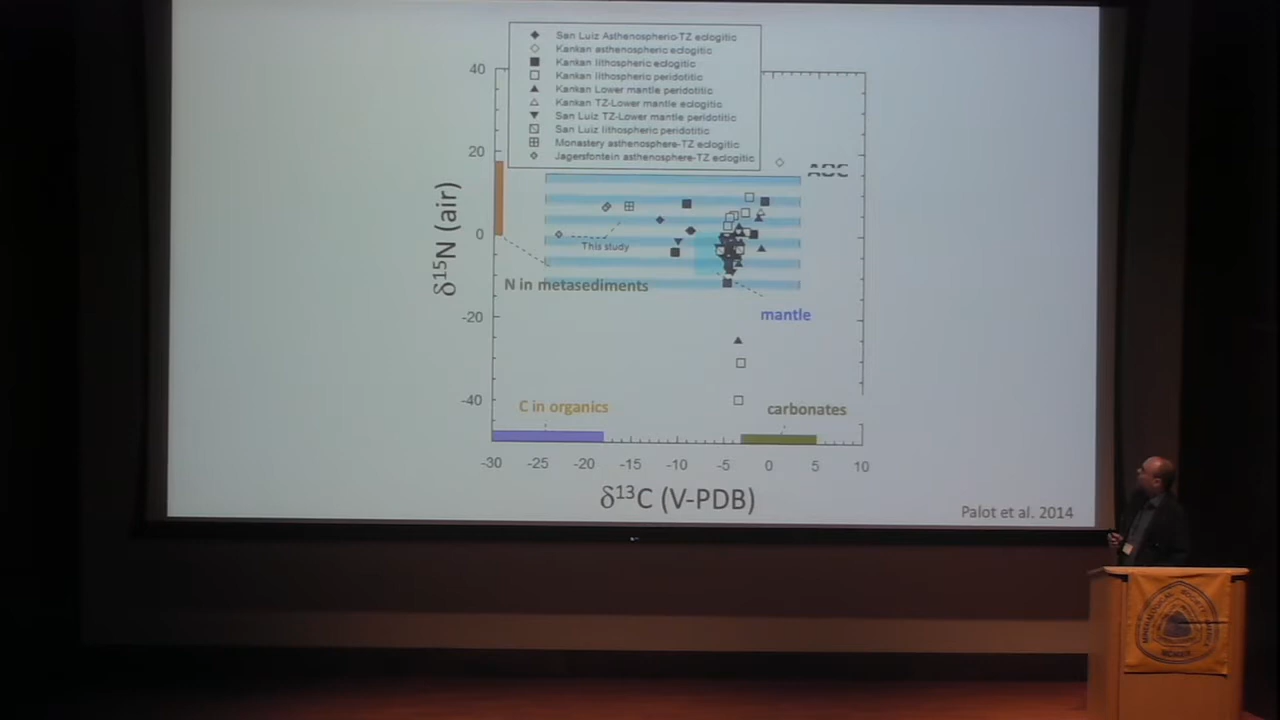 San Luiz Asthenospheric-TZ eclogitic
Kankan asthenospheric eclogitic
Kankan lithospheric eclogitic
Kankan lithospheric peridotitic
Kankan Lower mantle peridotitic
Kankan TZ-Lower mantle eclogitic
San Luiz TZ-Lower mantle peridotitic
San Luiz lithospheric peridotitic
Monastery asthenosphere-TZ eclogitic
Jagersfontein asthenosphere-TZ eclogitic
40
20
0
-20
-40
δ15N (air)
AOC
This study
N in metasediments
mantle
C in organics
carbonates
-30 -25 -20 -15 -10 -5 0 5 10
δ13C (V-PDB)
Palot et al. 2014
MINERALOGICAL SOCIETY